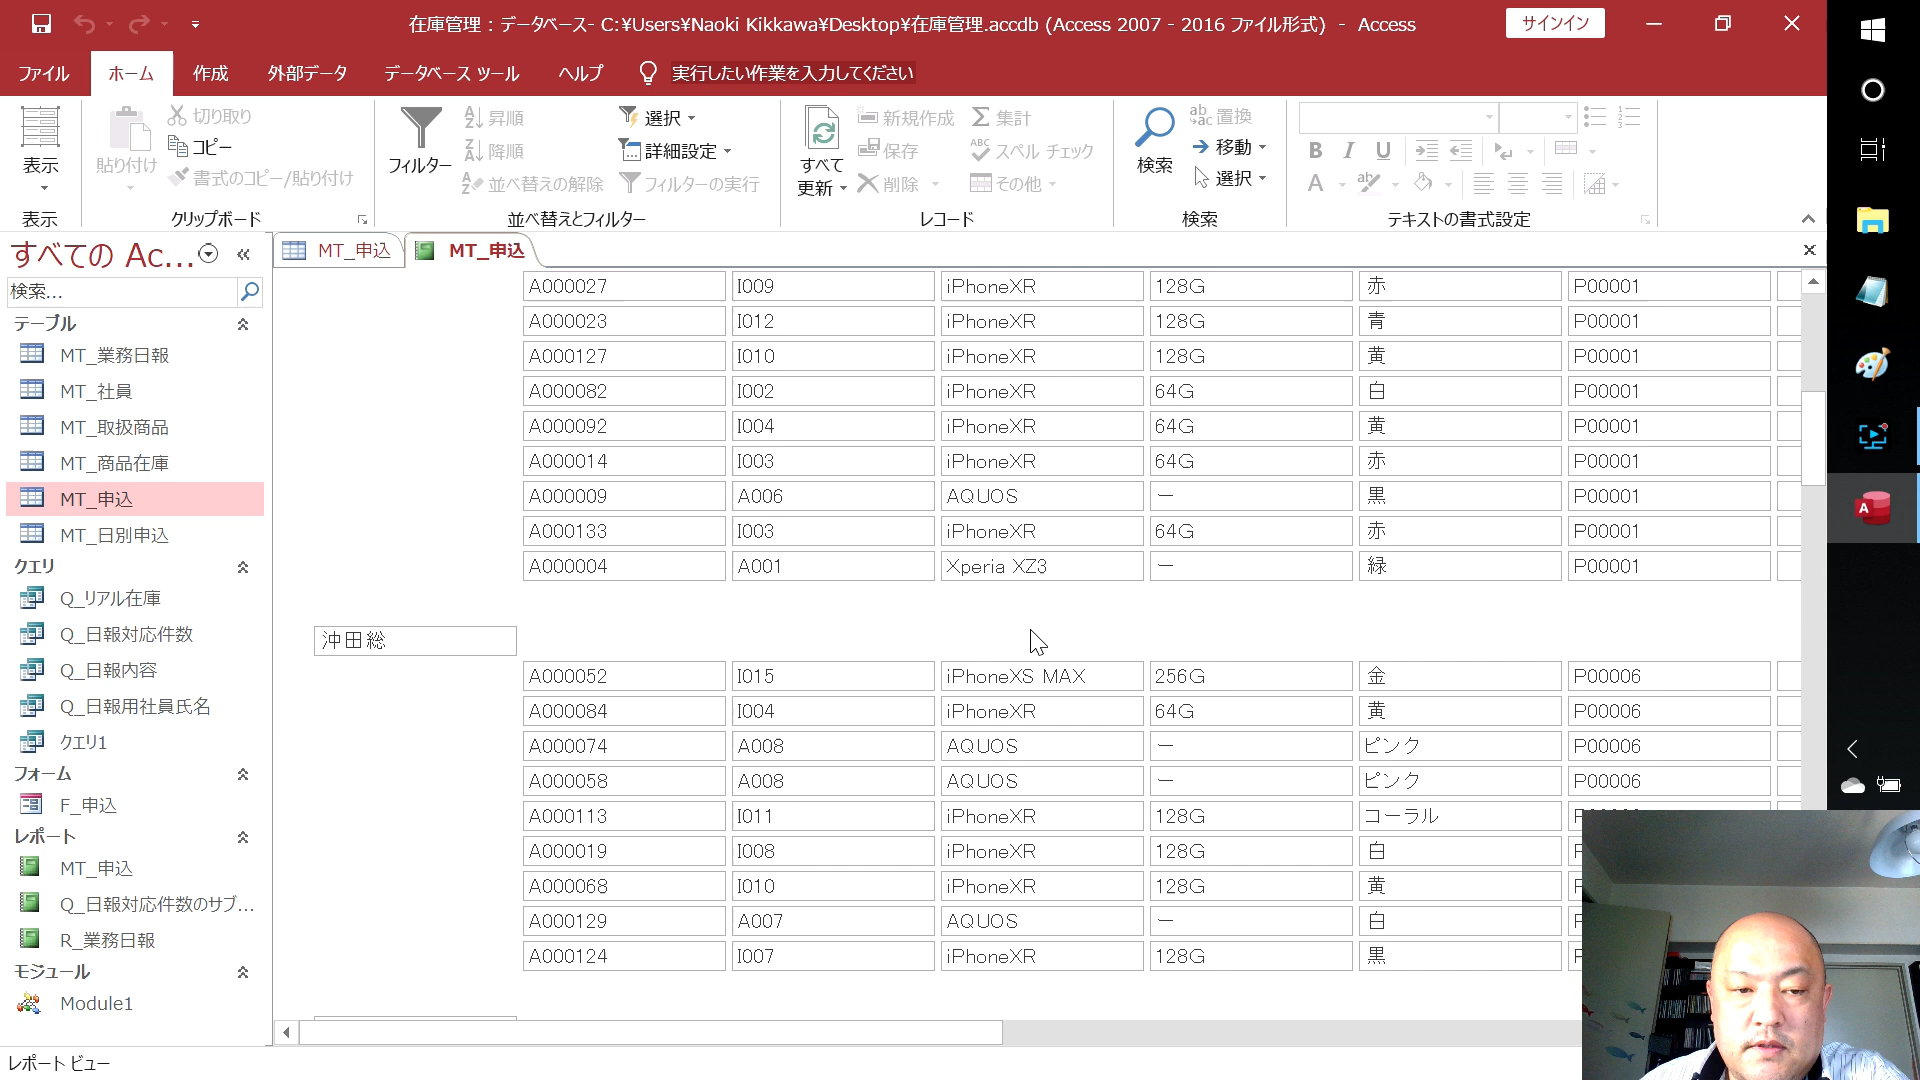 在庫管理：データベース- C:¥Users¥Naoki Kikkawa¥Desktop¥在庫管理.accdb (Access 2007 - 2016 ファイル形式) - Access
サインイン
ファイル ホーム 作成 外部データ データベース ツール ヘルプ 実行したい作業を入力してください
表示
表示
貼り付け
切り取り
コピー
書式のコピー/貼り付け
クリップボード
フィルター
昇順
降順
並べ替えの解除
選択
詳細設定
フィルターの実行
並べ替えとフィルター
すべて
更新
新規作成
保存
削除
集計
スペル チェック
その他
レコード
検索
置換
移動
選択
検索
B I U
A
テキストの書式設定
すべての Ac...
検索...
テーブル
MT_業務日報
MT_社員
MT_取扱商品
MT_商品在庫
MT_申込
MT_日別申込
クエリ
Q_リアル在庫
Q_日報対応件数
Q_日報内容
Q_日報用社員氏名
クエリ1
フォーム
F_申込
レポート
MT_申込
Q_日報対応件数のサブ...
R_業務日報
モジュール
Module1
MT_申込 MT_申込
A000027 I009 iPhoneXR 128G 赤 P00001
A000023 I012 iPhoneXR 128G 青 P00001
A000127 I010 iPhoneXR 128G 黄 P00001
A000082 I002 iPhoneXR 64G 白 P00001
A000092 I004 iPhoneXR 64G 黄 P00001
A000014 I003 iPhoneXR 64G 赤 P00001
A000009 A006 AQUOS ー 黒 P00001
A000133 I003 iPhoneXR 64G 赤 P00001
A000004 A001 Xperia XZ3 ー 緑 P00001
沖田総
A000052 I015 iPhoneXS MAX 256G 金 P00006
A000084 I004 iPhoneXR 64G 黄 P00006
A000074 A008 AQUOS ー ピンク P00006
A000058 A008 AQUOS ー ピンク P00006
A000113 I011 iPhoneXR 128G コーラル
A000019 I008 iPhoneXR 128G 白
A000068 I010 iPhoneXR 128G 黄
A000129 A007 AQUOS ー 白
A000124 I007 iPhoneXR 128G 黒
レポート ビュー